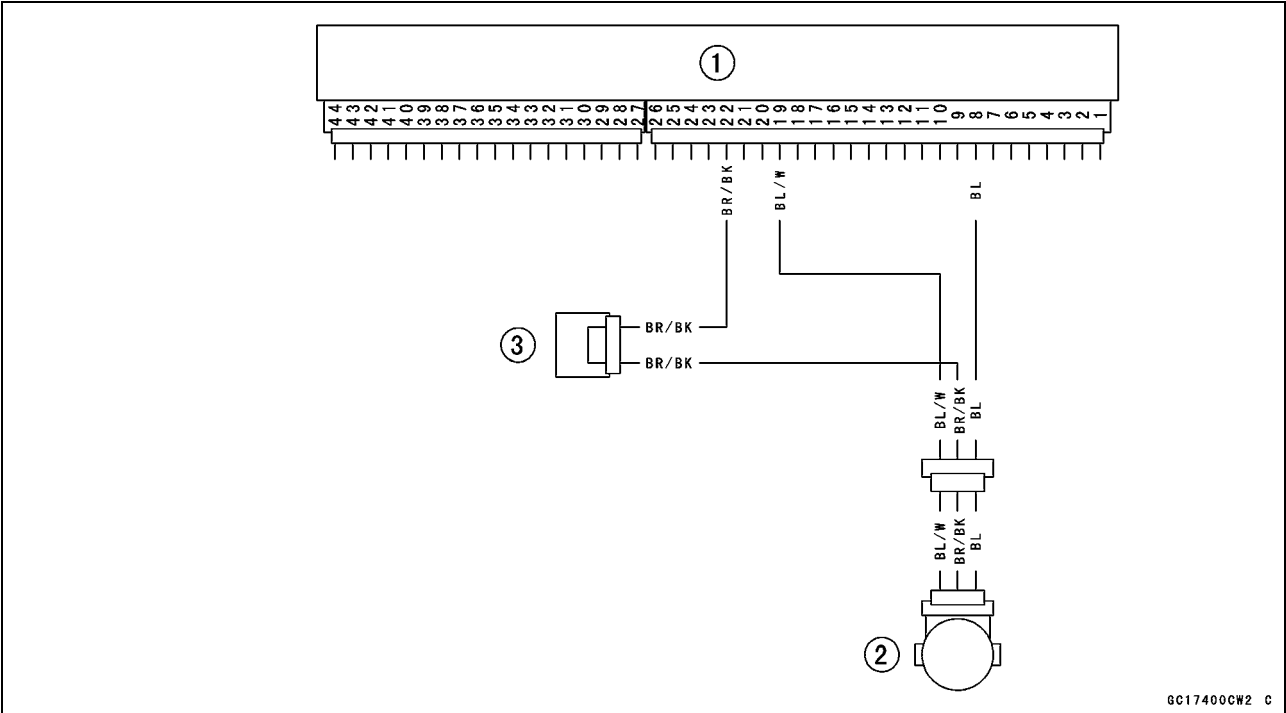 1
44 43 42 41 40 39 38 37 36 35 34 33 32 31 30 29 28 27 26 25 24 23 22 21 20 19 18 17 16 15 14 13 12 11 10 9 8 7 6 5 4 3 2 1
BR/BK BL/W BL
3
BR/BK
BR/BK
BL/W BR/BK BL
BL/W BR/BK BL
2
GC17400CW2 C